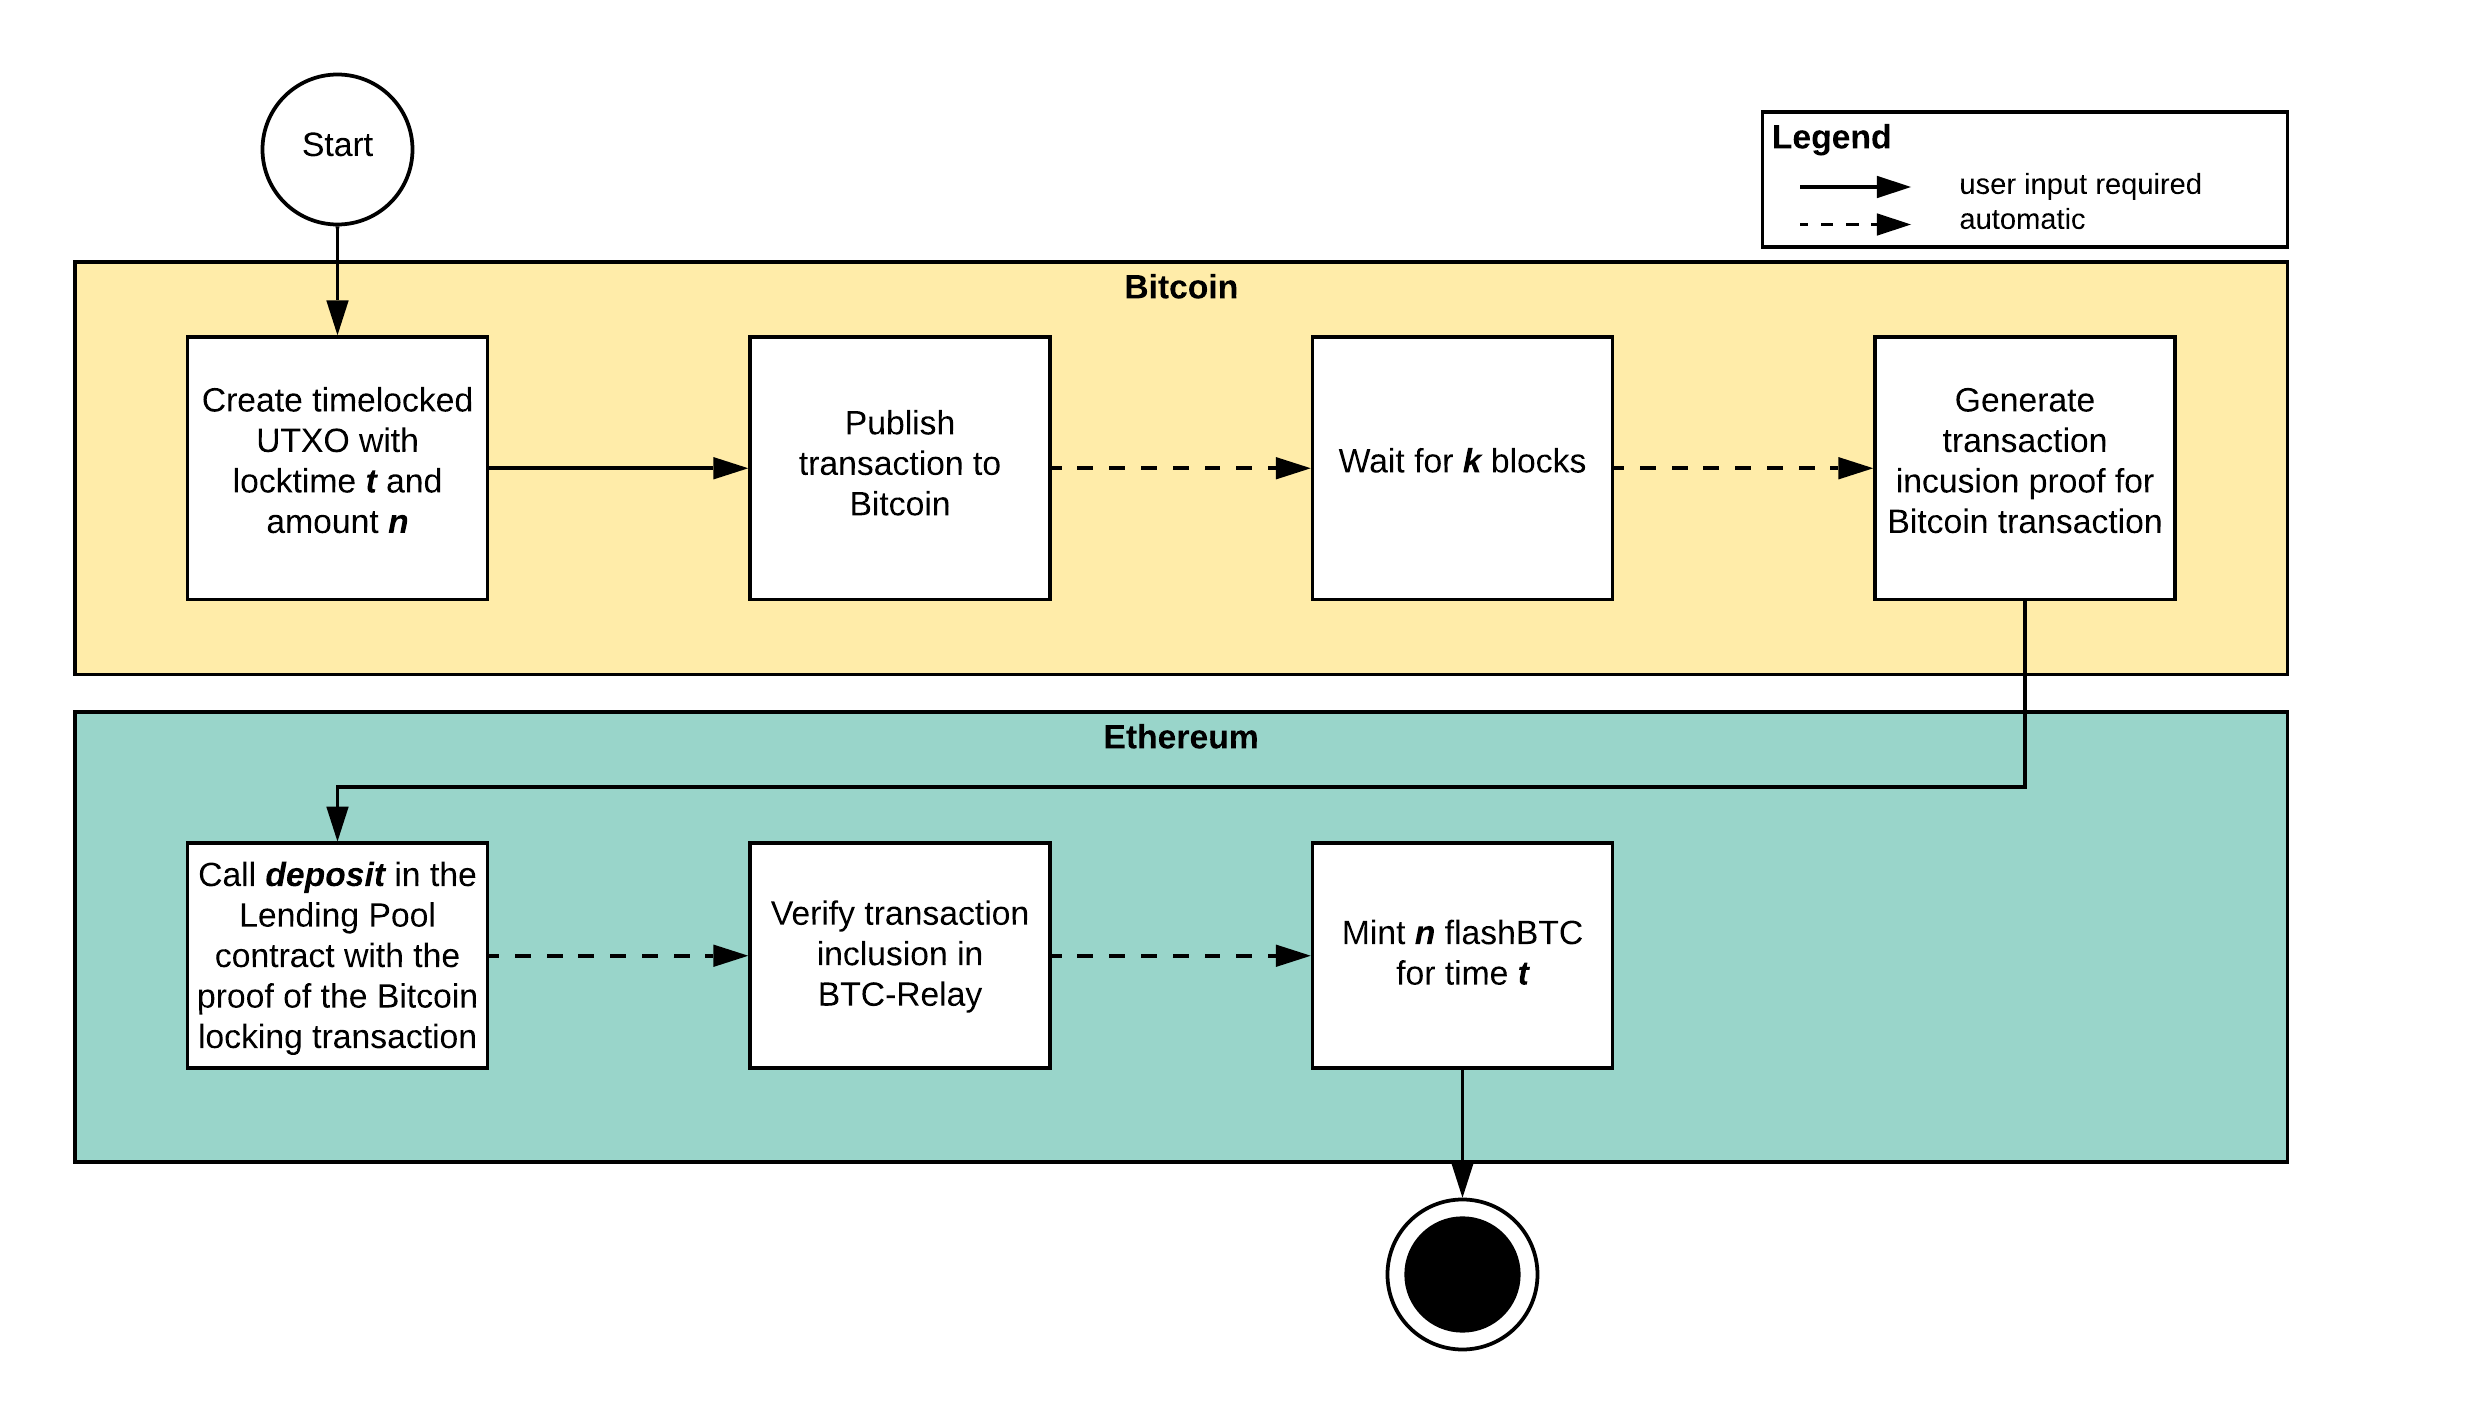 Start
Legend
user input required
automatic
Bitcoin
Create timelocked
UTXO with
locktime t and
amount n
Publish
transaction to
Bitcoin
Wait for k blocks
Generate
transaction
incusion proof for
Bitcoin transaction
Ethereum
Call deposit in the
Lending Pool
contract with the
proof of the Bitcoin
locking transaction
Verify transaction
inclusion in
BTC-Relay
Mint n flashBTC
for time t